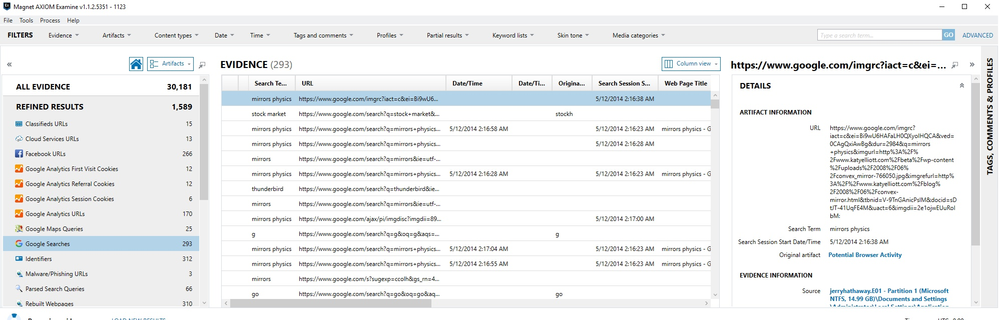 Magnet AXIOM Examine v1.1.2.5351 - 1123
File Tools Process Help
FILTERS Evidence Artifacts Content types Date Time Tags and comments Profiles Partial results Keyword lists Skin tone Media categories Type a search term... GO ADVANCED
Artifacts
EVIDENCE (293)
Column view
https://www.google.com/imgrc?iact=c&ei=...
TAGS, COMMENTS & PROFILES
ALL EVIDENCE 30,181
REFINED RESULTS 1,589
Classifieds URLs 15
Cloud Services URLs 13
Facebook URLs 266
Google Analytics First Visit Cookies 12
Google Analytics Referral Cookies 12
Google Analytics Session Cookies 6
Google Analytics URLs 170
Google Maps Queries 25
Google Searches 293
Identifiers 312
Malware/Phishing URLs 3
Parsed Search Queries 66
Rebuilt Webpages 310
Search Te... URL Date/Time Date/Ti... Origina... Search Session S... Web Page Title
mirrors physics https://www.google.com/imgrc?iact=c&ei=Bi9wU6... 5/12/2014 2:16:38 AM
stock market https://www.google.com/search?q=stock+market&... stockh
mirrors physics https://www.google.com/search?q=mirrors+physics... 5/12/2014 2:16:58 AM 5/12/2014 2:16:23 AM mirrors physics - G
mirrors physics https://www.google.com/search?q=mirrors+physics... 5/12/2014 2:16:28 AM
mirrors https://www.google.com/search?q=mirrors&ie=utf-...
mirrors physics https://www.google.com/search?q=mirrors+physics... 5/12/2014 2:16:28 AM 5/12/2014 2:16:23 AM mirrors physics - G
thunderbird https://www.google.com/search?q=thunderbird&ie...
mirrors https://www.google.com/search?q=mirrors&ie=utf-...
mirrors physics https://www.google.com/ajax/pi/imgdisc?imgdii=89... 5/12/2014 2:17:00 AM
g https://www.google.com/search?q=g&oq=g&aqs=... g
mirrors physics https://www.google.com/search?q=mirrors+physics... 5/12/2014 2:17:04 AM 5/12/2014 2:16:23 AM mirrors physics - G
mirrors physics https://www.google.com/search?q=mirrors+physics... 5/12/2014 2:16:55 AM 5/12/2014 2:16:23 AM mirrors physics - G
mirrors https://www.google.com/s?sugexp=ccolh&gs_rn=4...
go https://www.google.com/search?q=go&oq=go&aq... go
DETAILS
ARTIFACT INFORMATION
URL https://www.google.com/imgrc?
iact=c&ei=Bi9wU6HAFaLH0QXyoIHQCA&ved=
0CAgQxiAwBg&dur=2984&q=mirrors
+physics&imgurl=http%3A%2F%
2Fwww.katyelliott.com%2Fbeta%2Fwp-content
%2Fuploads%2F2008%2F06%
2Fconvex_mirror-766050.jpg&imgrefurl=http%
3A%2F%2Fwww.katyelliott.com%2Fblog%
2F2008%2F06%2Fconvex-
mirror.html&tbnid=V-9TnGAnicPsIM&docid=sD
tJT-41UqFE4M&uact=6&imgdii=2e1ojwEUuRoI
bM:
Search Term mirrors physics
Search Session Start Date/Time 5/12/2014 2:16:38 AM
Original artifact Potential Browser Activity
EVIDENCE INFORMATION
Source jerryhathaway.E01 - Partition 1 (Microsoft
NTFS, 14.99 GB)\Documents and Settings
\Administrator\Local Settings\Application
LOAD NEW RESULTS